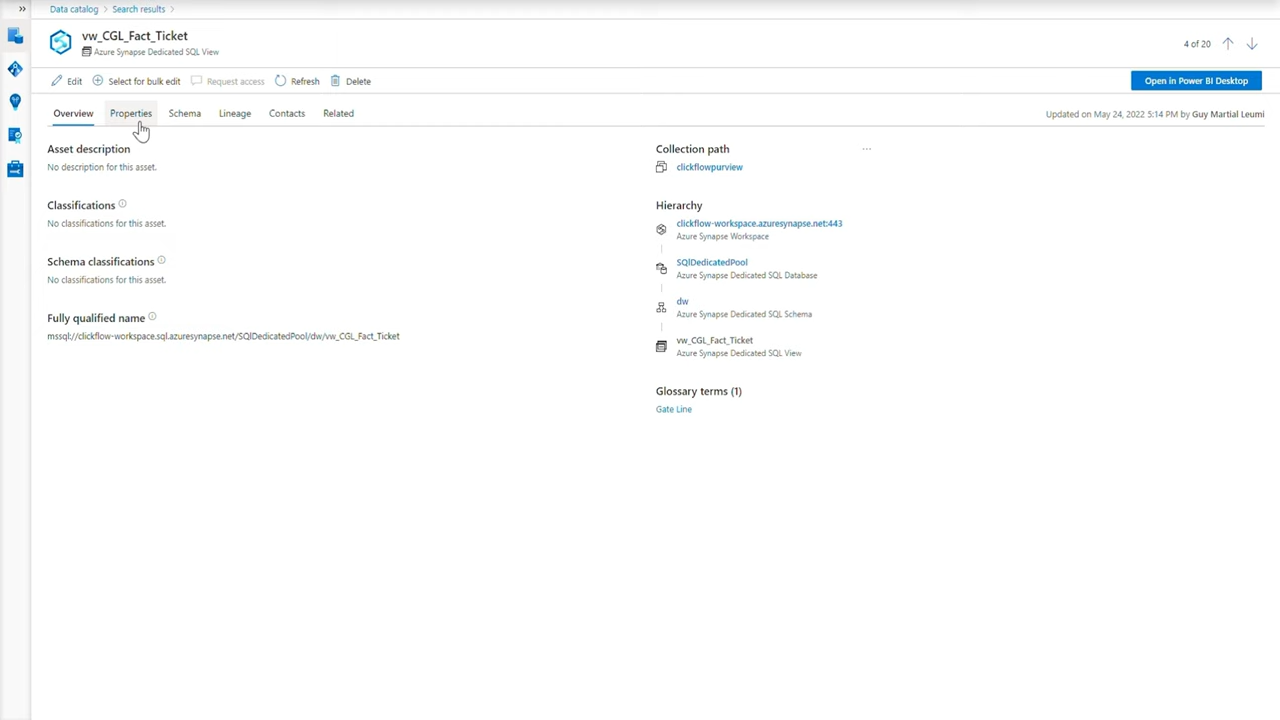 Data catalog > Search results >
vw_CGL_Fact_Ticket
Azure Synapse Dedicated SQL View
4 of 20
Edit Select for bulk edit Request access Refresh Delete
Open in Power BI Desktop
Overview Properties Schema Lineage Contacts Related
Updated on May 24, 2022 5:14 PM by Guy Martial Leumi
Asset description
No description for this asset.
Classifications
No classifications for this asset.
Schema classifications
No classifications for this asset.
Fully qualified name
mssql://clickflow-workspace.sql.azuresynapse.net/SQlDedicatedPool/dw/vw_CGL_Fact_Ticket
Collection path
clickflowpurview
Hierarchy
clickflow-workspace.azuresynapse.net:443
Azure Synapse Workspace
SQlDedicatedPool
Azure Synapse Dedicated SQL Database
dw
Azure Synapse Dedicated SQL Schema
vw_CGL_Fact_Ticket
Azure Synapse Dedicated SQL View
Glossary terms (1)
Gate Line